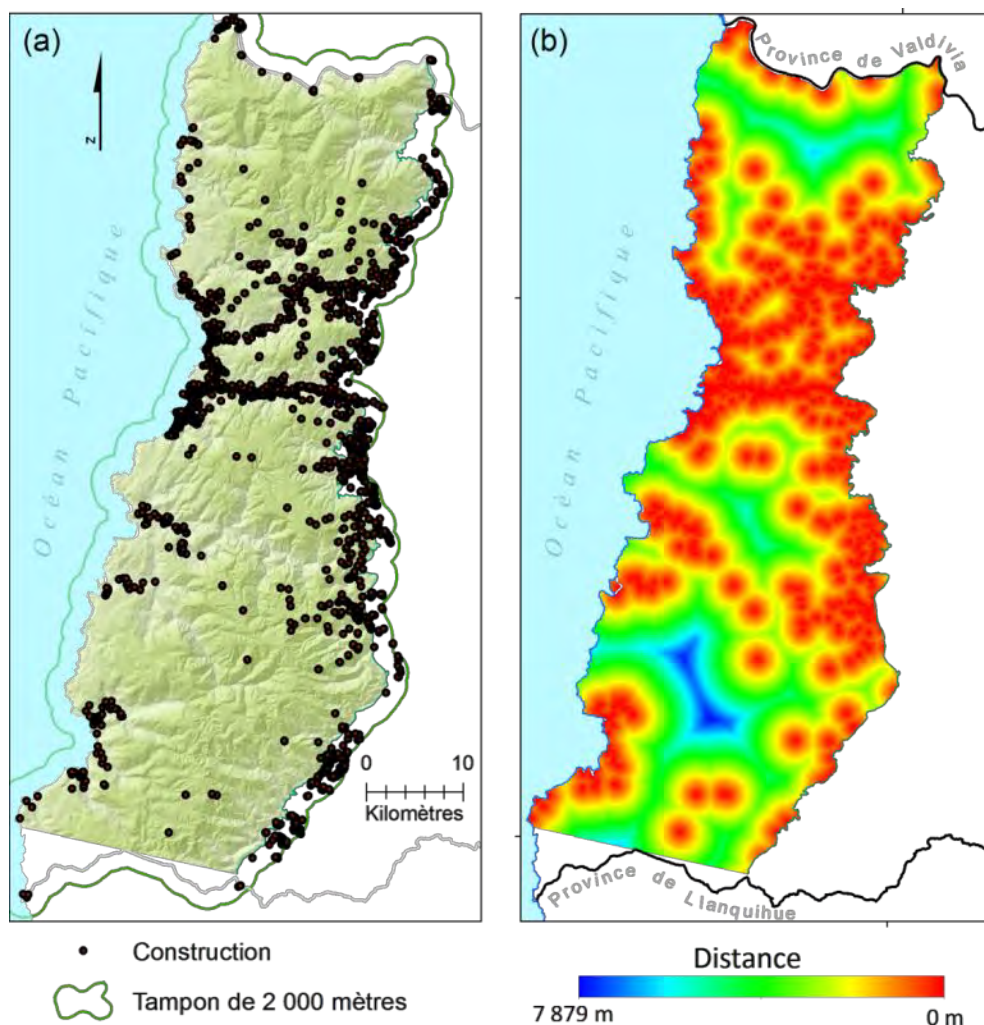 (a)
z
Océan Pacifique
0 10
Kilomètres
Construction
Tampon de 2 000 mètres
(b)
Province de Valdivia
Océan Pacifique
Province de Llanquihue
Distance
7 879 m 0 m